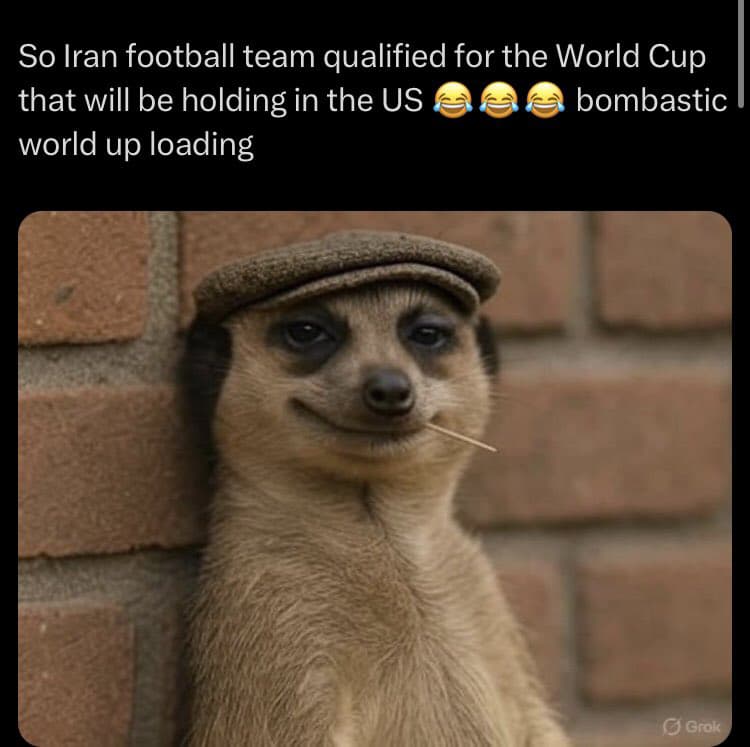 So Iran football team qualified for the World Cup
that will be holding in the US 😂😂😂 bombastic
world up loading
Grok